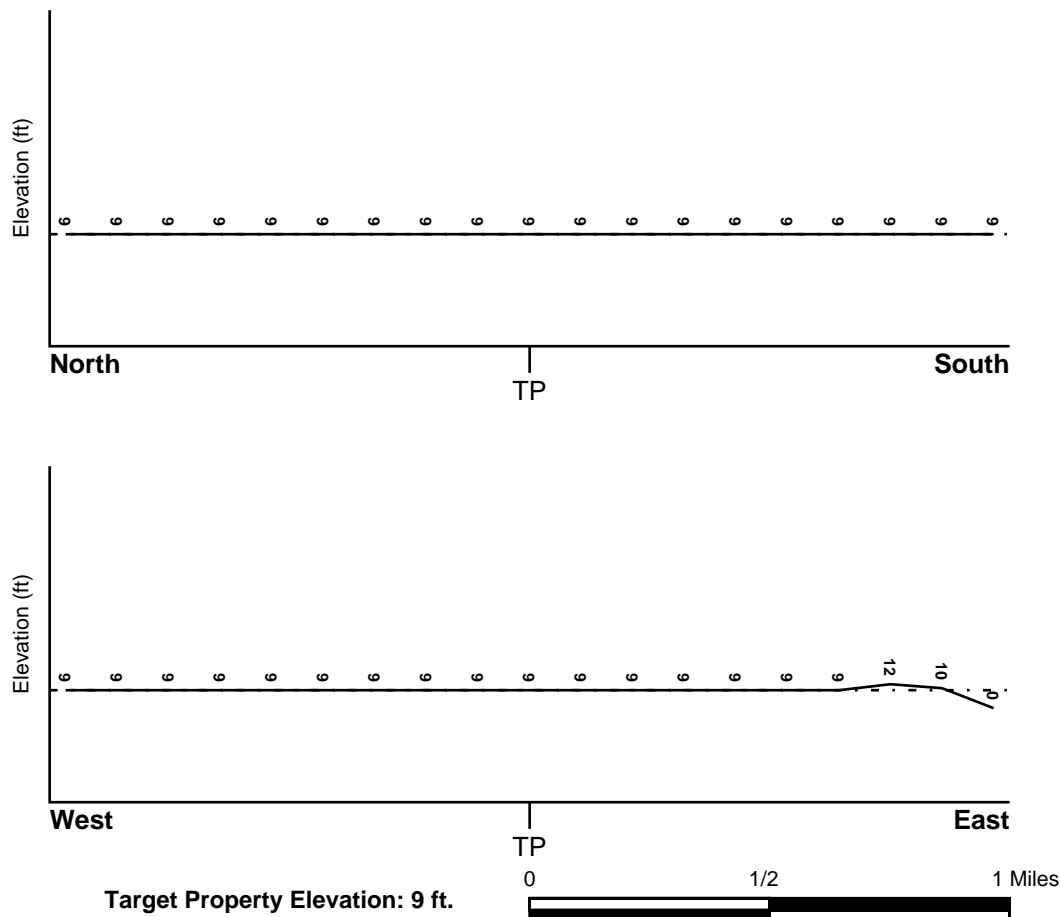 Elevation (ft)
9 9 9 9 9 9 9 9 9 9 9 9 9 9 9 9 9 9 9
North South
TP
Elevation (ft)
9 9 9 9 9 9 9 9 9 9 9 9 9 9 9 9 12 10 0
West East
TP
Target Property Elevation: 9 ft.
0 1/2 1 Miles